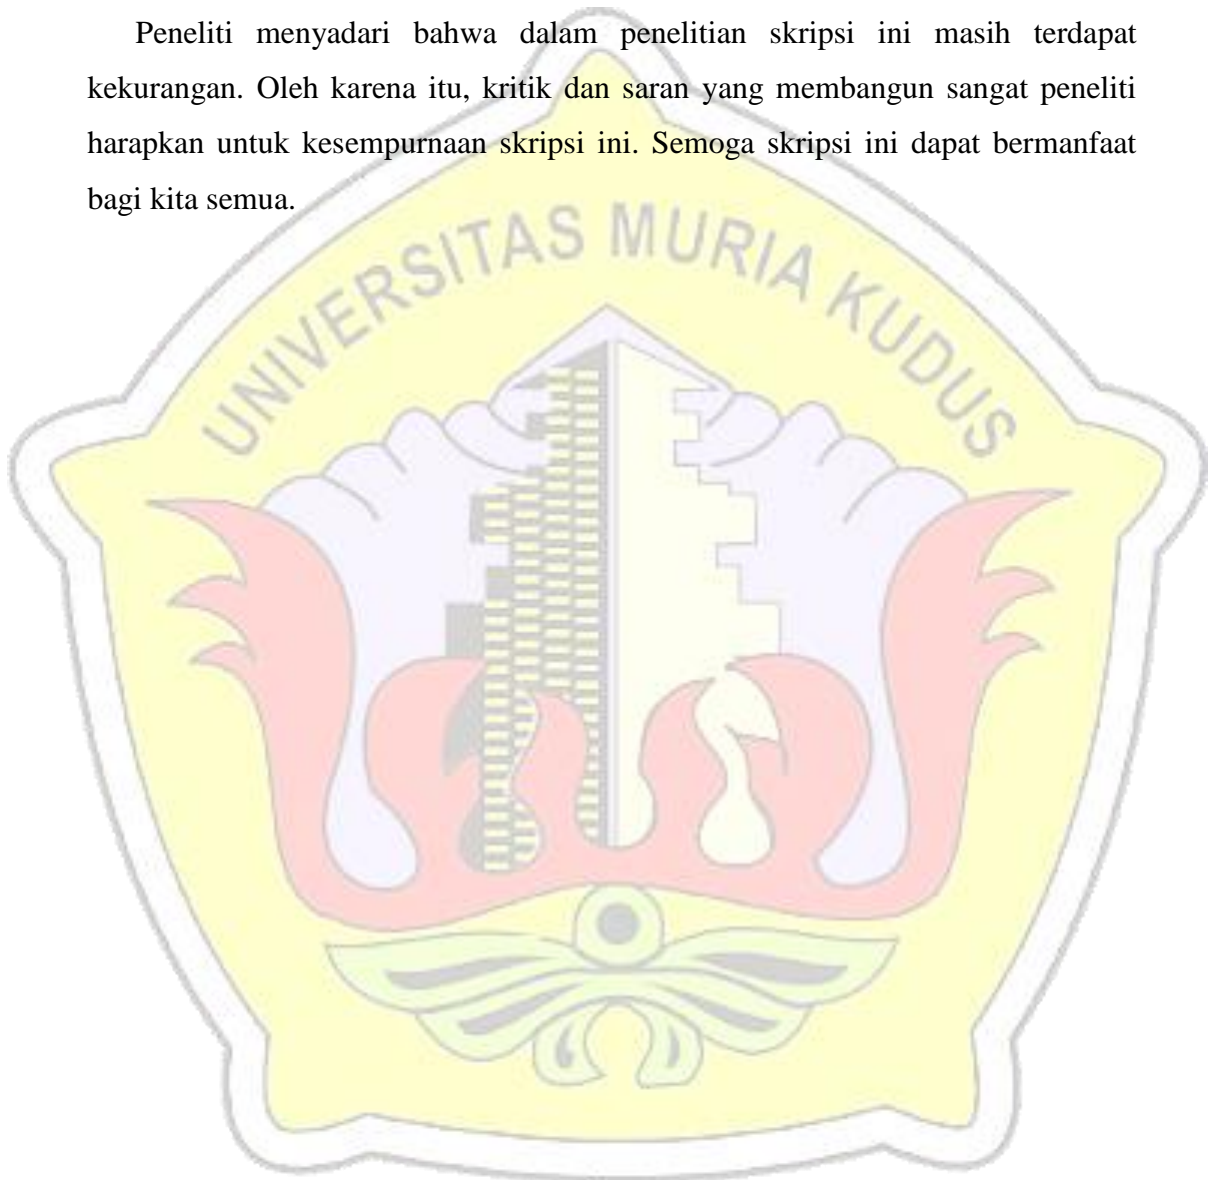 Peneliti menyadari bahwa dalam penelitian skripsi ini masih terdapat
kekurangan. Oleh karena itu, kritik dan saran yang membangun sangat peneliti
harapkan untuk kesempurnaan skripsi ini. Semoga skripsi ini dapat bermanfaat
bagi kita semua.
UNIVERSITAS MURIA KUDUS